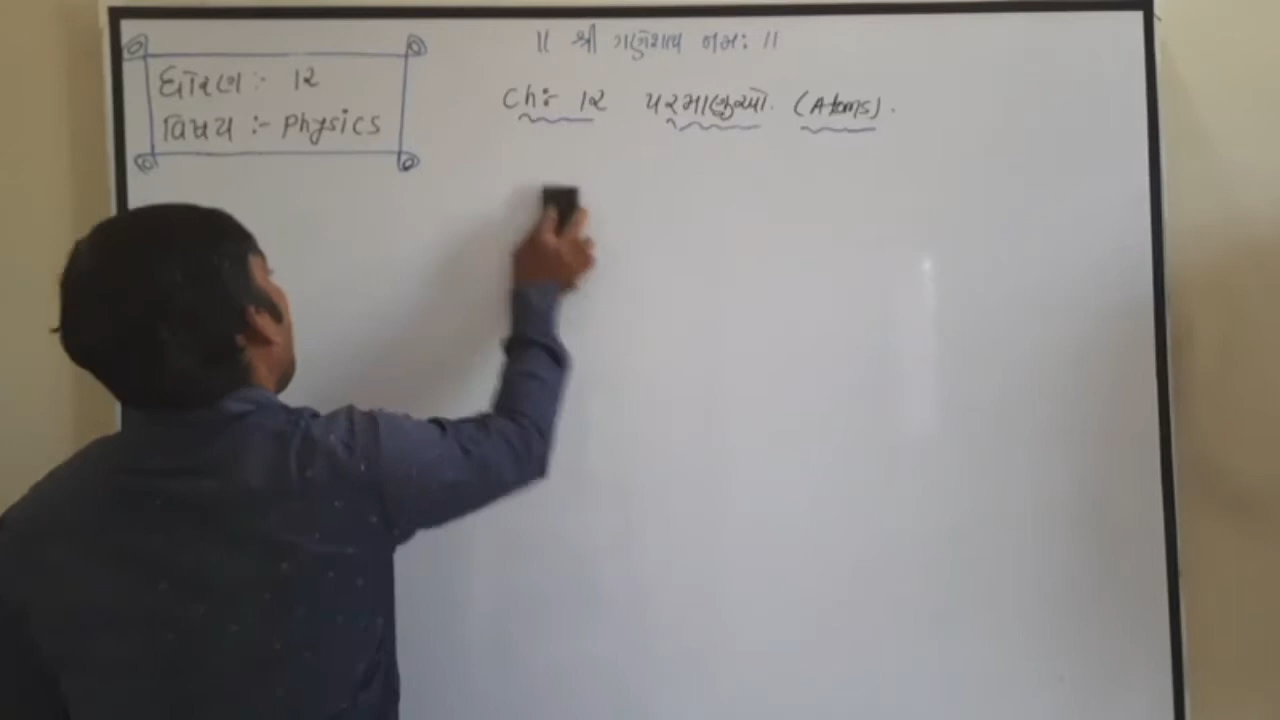 ધોરણ :- 12
વિષય :- Physics
॥ શ્રી ગણેશાય નમઃ ॥
Ch:- 12 પરમાણુઓ. (Atoms).